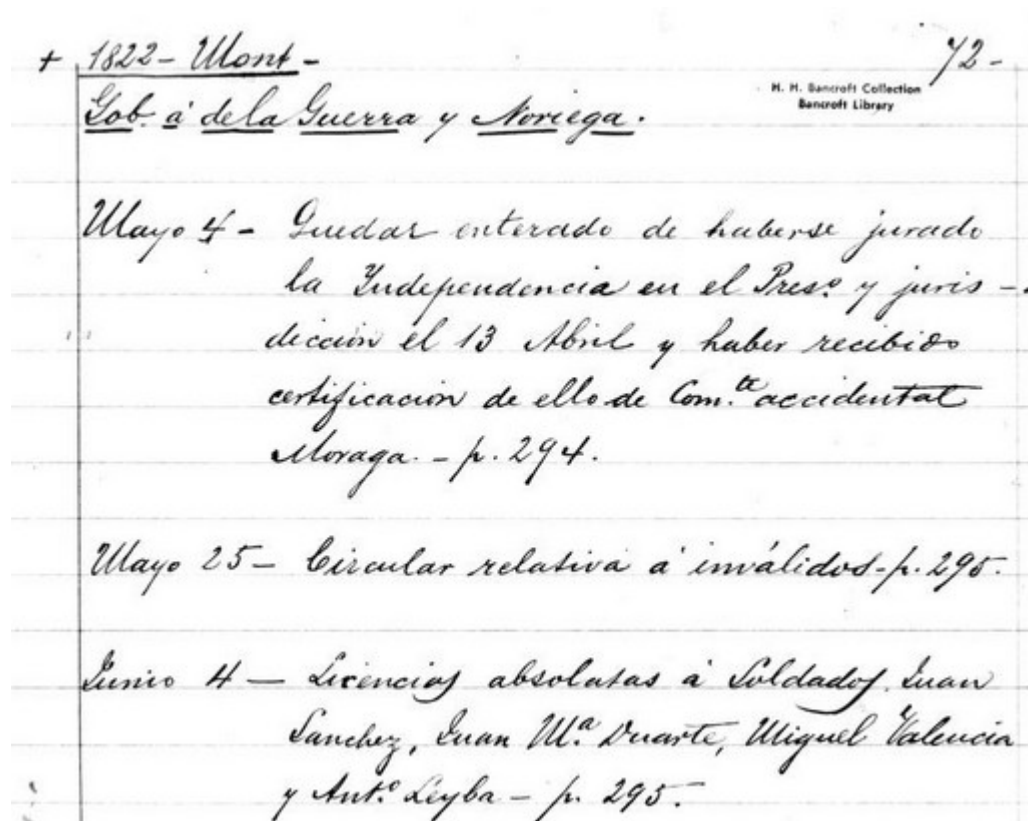 + 1822 - Mont - 72 -
H. H. Bancroft Collection
Bancroft Library
Gob. á de la Guerra y Noriega.
Mayo 4 - Quedar enterado de haberse jurado
la Independencia en el Pres.º y juris -
dicción el 13 Abril y haber recibido
certificacion de ello de Com.te accidental
Moraga. - p. 294.
Mayo 25 - Circular relativa á inválidos - p. 295.
Junio 4 - Licencias absolutas á Soldados Juan
Sanchez, Juan M.ª Duarte, Miguel Valencia
y Ant.º Leyba - p. 295.